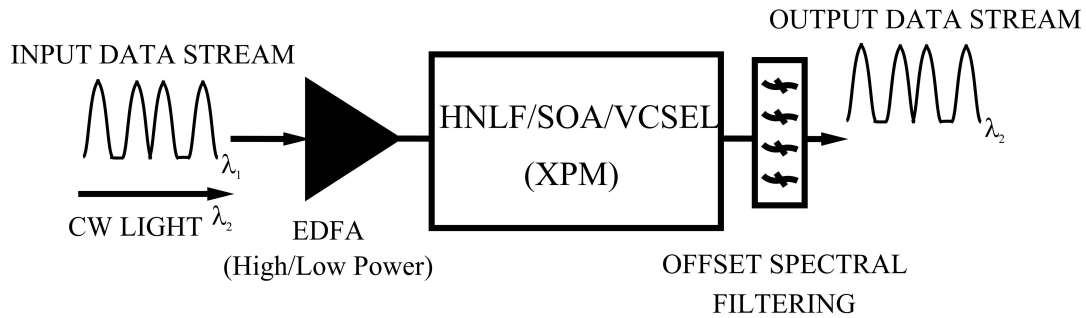 INPUT DATA STREAM
λ1
CW LIGHT λ2
EDFA
(High/Low Power)
HNLF/SOA/VCSEL
(XPM)
OFFSET SPECTRAL
FILTERING
OUTPUT DATA STREAM
λ2